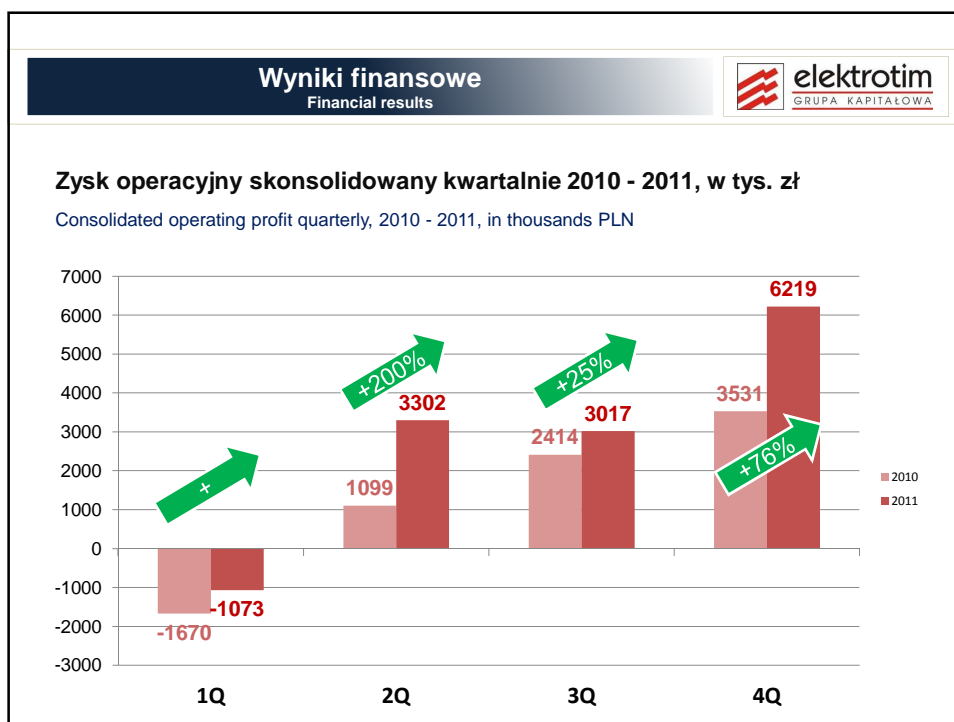 Wyniki finansowe
Financial results
elektrotim
GRUPA KAPITAŁOWA
Zysk operacyjny skonsolidowany kwartalnie 2010 - 2011, w tys. zł
Consolidated operating profit quarterly, 2010 - 2011, in thousands PLN
7000
6000
5000
4000
3000
2000
1000
0
-1000
-2000
-3000
+
-1670
-1073
+200%
1099
3302
+25%
2414
3017
3531
6219
+76%
2010
2011
1Q
2Q
3Q
4Q